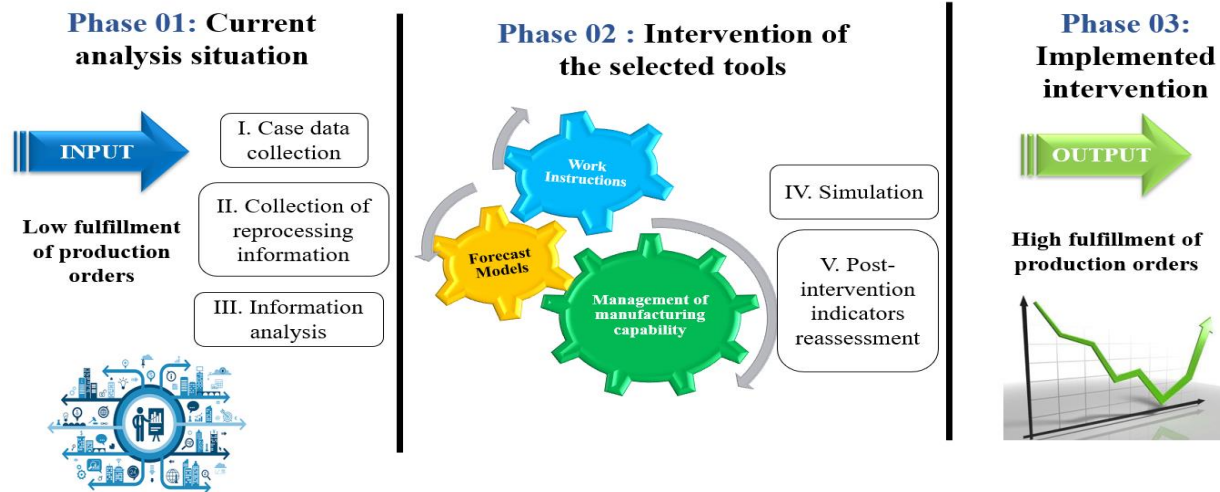 Phase 01: Current
analysis situation
INPUT
Low fulfillment
of production
orders
I. Case data
collection
II. Collection of
reprocessing
information
III. Information
analysis
Phase 02 : Intervention of
the selected tools
Work
Instructions
Forecast
Models
Management of
manufacturing
capability
IV. Simulation
V. Post-
intervention
indicators
reassessment
Phase 03:
Implemented
intervention
OUTPUT
High fulfillment of
production orders